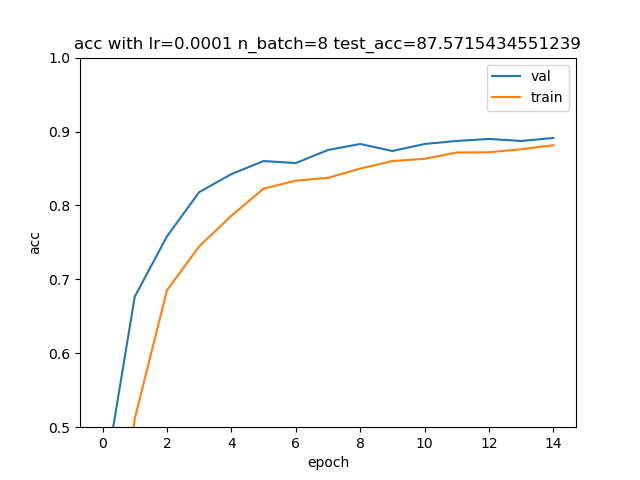 acc with lr=0.0001 n_batch=8 test_acc=87.5715434551239
1.0
0.9
0.8
0.7
0.6
0.5
acc
val
train
0 2 4 6 8 10 12 14
epoch